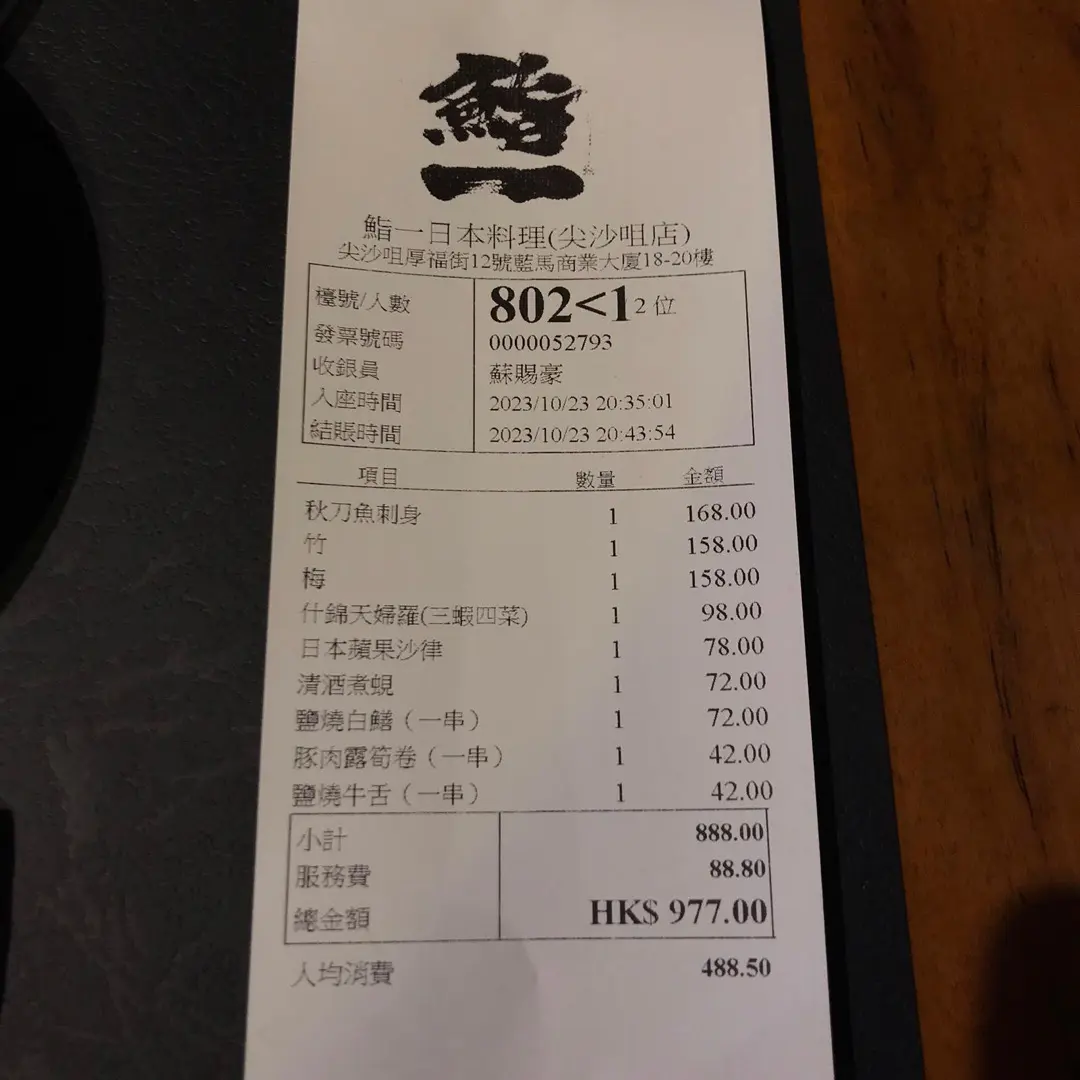 鮨
一
鮨一日本料理(尖沙咀店)
尖沙咀厚福街12號藍馬商業大廈18-20樓
檯號/人數 802<1 2 位
發票號碼 0000052793
收銀員 蘇賜豪
入座時間 2023/10/23 20:35:01
結賬時間 2023/10/23 20:43:54
項目 數量 金額
秋刀魚刺身 1 168.00
竹 1 158.00
梅 1 158.00
什錦天婦羅(三蝦四菜) 1 98.00
日本蘋果沙律 1 78.00
清酒煮蜆 1 72.00
鹽燒白鱔（一串） 1 72.00
豚肉露筍卷（一串） 1 42.00
鹽燒牛舌（一串） 1 42.00
小計 888.00
服務費 88.80
總金額 HK$ 977.00
人均消費 488.50